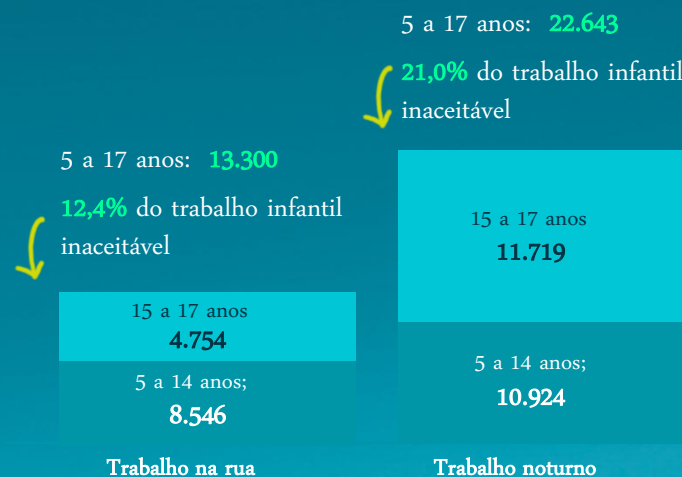 5 a 17 anos: 13.300
12,4% do trabalho infantil
inaceitável
15 a 17 anos
4.754
5 a 14 anos;
8.546
Trabalho na rua
5 a 17 anos: 22.643
21,0% do trabalho infantil
inaceitável
15 a 17 anos
11.719
5 a 14 anos;
10.924
Trabalho noturno